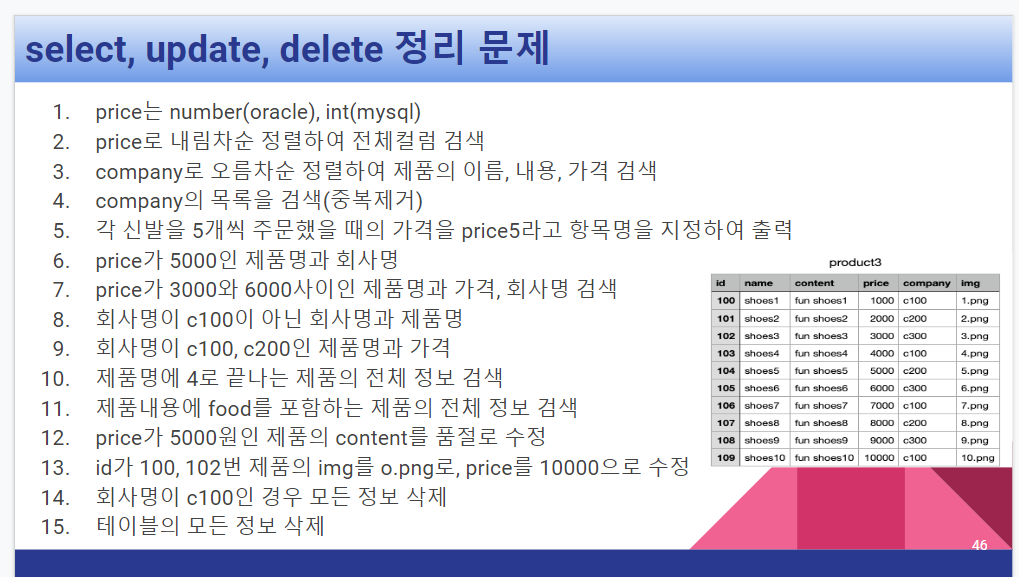 select, update, delete 정리 문제
1. price는 number(oracle), int(mysql)
2. price로 내림차순 정렬하여 전체컬럼 검색
3. company로 오름차순 정렬하여 제품의 이름, 내용, 가격 검색
4. company의 목록을 검색(중복제거)
5. 각 신발을 5개씩 주문했을 때의 가격을 price5라고 항목명을 지정하여 출력
6. price가 5000인 제품명과 회사명
7. price가 3000와 6000사이인 제품명과 가격, 회사명 검색
8. 회사명이 c100이 아닌 회사명과 제품명
9. 회사명이 c100, c200인 제품명과 가격
10. 제품명에 4로 끝나는 제품의 전체 정보 검색
11. 제품내용에 food를 포함하는 제품의 전체 정보 검색
12. price가 5000원인 제품의 content를 품절로 수정
13. id가 100, 102번 제품의 img를 o.png로, price를 10000으로 수정
14. 회사명이 c100인 경우 모든 정보 삭제
15. 테이블의 모든 정보 삭제
product3
id name content price company img
100 shoes1 fun shoes1 1000 c100 1.png
101 shoes2 fun shoes2 2000 c200 2.png
102 shoes3 fun shoes3 3000 c300 3.png
103 shoes4 fun shoes4 4000 c100 4.png
104 shoes5 fun shoes5 5000 c200 5.png
105 shoes6 fun shoes6 6000 c300 6.png
106 shoes7 fun shoes7 7000 c100 7.png
107 shoes8 fun shoes8 8000 c200 8.png
108 shoes9 fun shoes9 9000 c300 9.png
109 shoes10 fun shoes10 10000 c100 10.png
46